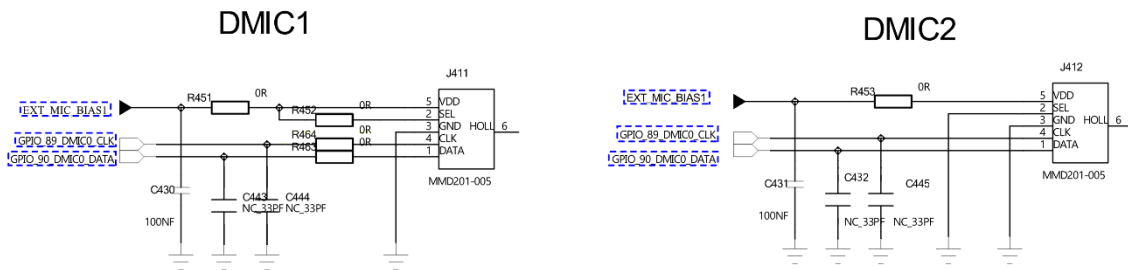 DMIC1
J411
R451
0R
EXT_MIC_BIAS1
R452
0R
5
VDD
2
SEL
3
GND
HOLL
6
4
CLK
1
DATA
R464
0R
GPIO_89_DMIC0_CLK
R463
0R
GPIO_90_DMIC0_DATA
MMD201-005
C430
100NF
C443
NC_33PF
C444
NC_33PF
DMIC2
J412
R453
0R
EXT_MIC_BIAS1
5
VDD
2
SEL
3
GND
HOLL
6
4
CLK
1
DATA
GPIO_89_DMIC0_CLK
GPIO_90_DMIC0_DATA
MMD201-005
C431
100NF
C432
NC_33PF
C445
NC_33PF